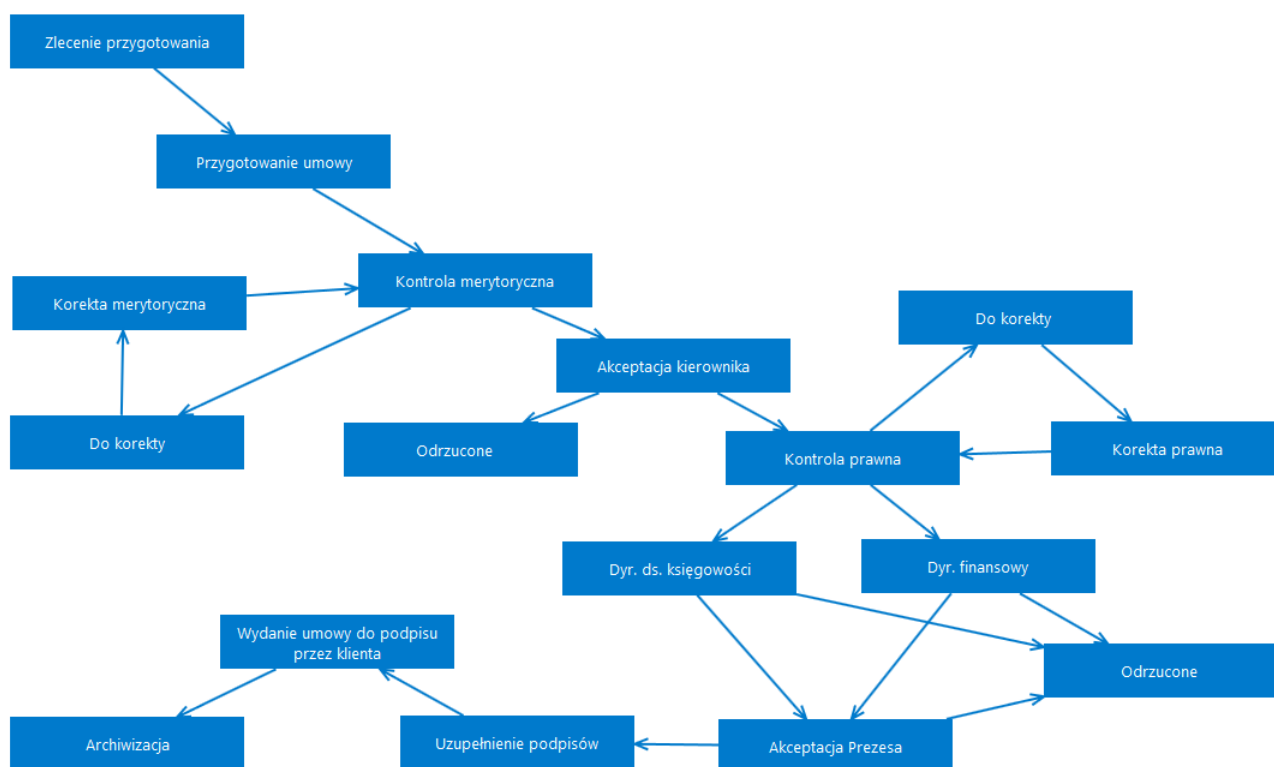 Zlecenie przygotowania
Przygotowanie umowy
Kontrola merytoryczna
Korekta merytoryczna
Do korekty
Akceptacja kierownika
Do korekty
Odrzucone
Kontrola prawna
Korekta prawna
Dyr. ds. księgowości
Dyr. finansowy
Wydanie umowy do podpisu
przez klienta
Odrzucone
Archiwizacja
Uzupełnienie podpisów
Akceptacja Prezesa